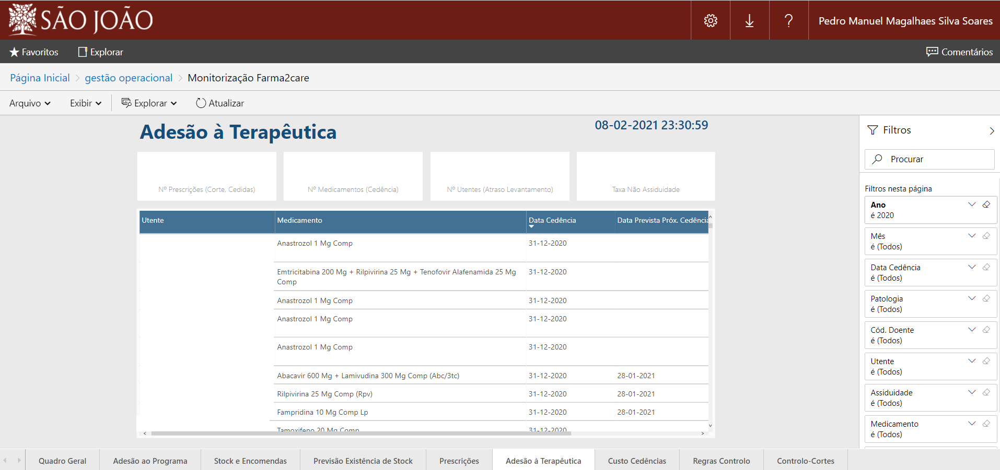 SÃO JOÃO
Pedro Manuel Magalhaes Silva Soares
Favoritos
Explorar
Comentários
Página Inicial > gestão operacional > Monitorização Farma2care
Arquivo
Exibir
Explorar
Atualizar
Adesão à Terapêutica
08-02-2021 23:30:59
Nº Prescrições (Corte, Cedidas)
Nº Medicamentos (Cedência)
Nº Utentes (Atraso Levantamento)
Taxa Não Assiduidade
Utente Medicamento Data Cedência Data Prevista Próx. Cedência
Anastrozol 1 Mg Comp 31-12-2020
Emtricitabina 200 Mg + Rilpivirina 25 Mg + Tenofovir Alafenamida 25 Mg 31-12-2020
Comp
Anastrozol 1 Mg Comp 31-12-2020
Anastrozol 1 Mg Comp 31-12-2020
Anastrozol 1 Mg Comp 31-12-2020
Abacavir 600 Mg + Lamivudina 300 Mg Comp (Abc/3tc) 31-12-2020 28-01-2021
Rilpivirina 25 Mg Comp (Rpv) 31-12-2020 28-01-2021
Fampridina 10 Mg Comp Lp 31-12-2020 28-01-2021
Tamoxifeno 20 Mg Comp 31-12-2020
Filtros
Procurar
Filtros nesta página
Ano
é 2020
Mês
é (Todos)
Data Cedência
é (Todos)
Patologia
é (Todos)
Cód. Doente
é (Todos)
Utente
é (Todos)
Assiduidade
é (Todos)
Medicamento
é (Todos)
Quadro Geral
Adesão ao Programa
Stock e Encomendas
Previsão Existência de Stock
Prescrições
Adesão à Terapêutica
Custo Cedências
Regras Controlo
Controlo-Cortes